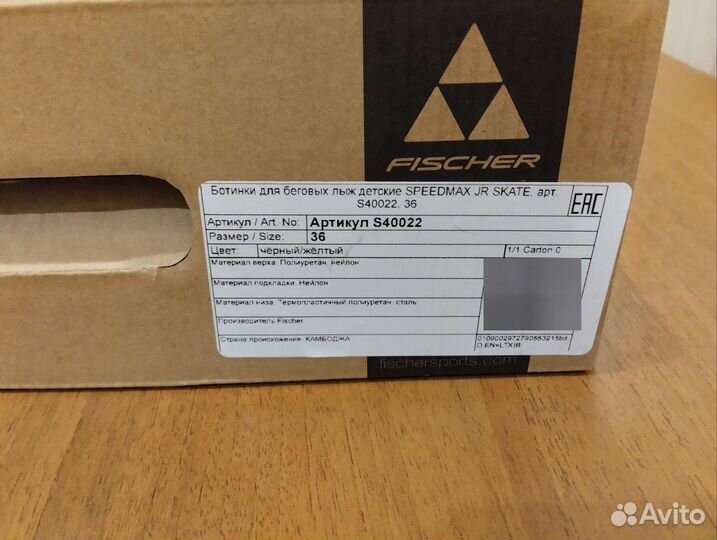 FISCHER
Ботинки для беговых лыж детские SPEEDMAX JR SKATE. арт.
S40022. 36
EAC
Артикул / Art. No: Артикул S40022
Размер / Size: 36
Цвет: чёрный/жёлтый 1/1 Carton 0
Материал верха: Полиуретан, нейлон
Материал подкладки: Нейлон
Материал низа: Термопластичный полиуретан, сталь
Производитель Fischer
Страна происхождения: КАМБОДЖА
fischersports.com
Avito